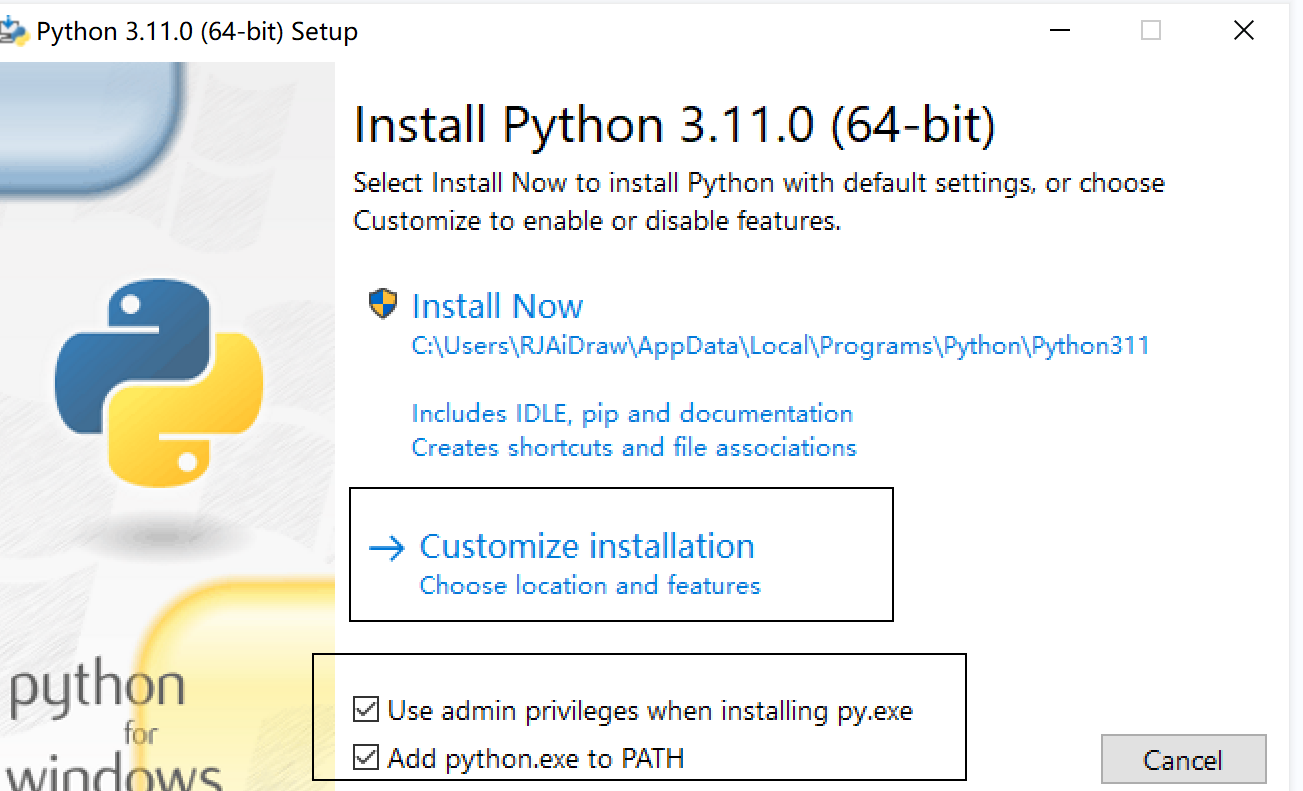 Python 3.11.0 (64-bit) Setup
Install Python 3.11.0 (64-bit)
Select Install Now to install Python with default settings, or choose
Customize to enable or disable features.
Install Now
C:\Users\RJAiDraw\AppData\Local\Programs\Python\Python311
Includes IDLE, pip and documentation
Creates shortcuts and file associations
Customize installation
Choose location and features
python
for
windows
Use admin privileges when installing py.exe
Add python.exe to PATH
Cancel